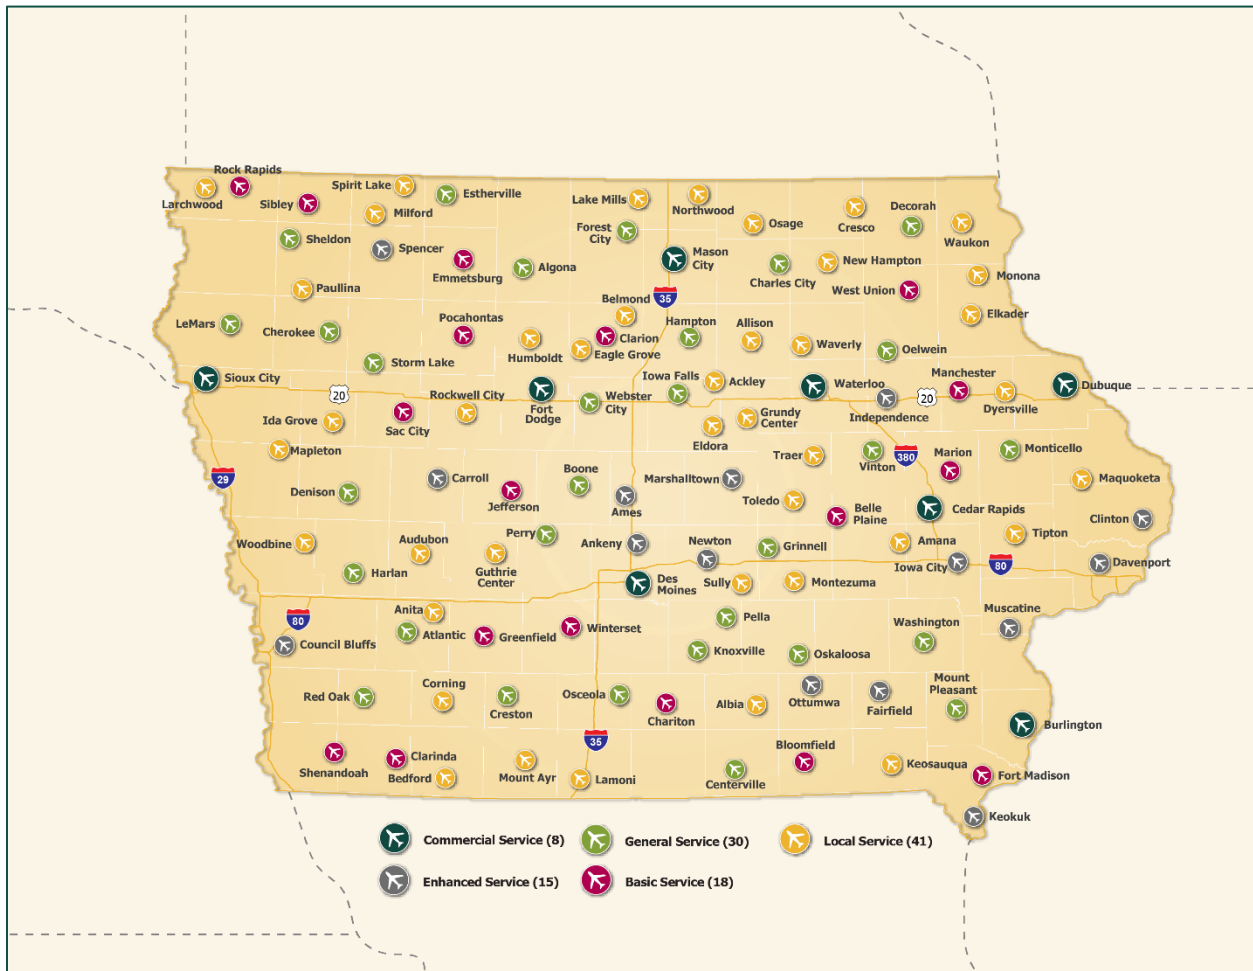 Rock Rapids
Larchwood
Sibley
Spirit Lake
Estherville
Milford
Lake Mills
Northwood
Osage
Cresco
Decorah
Waukon
Sheldon
Spencer
Emmetsburg
Algona
Forest
City
Mason
City
Charles City
New Hampton
West Union
Monona
Paullina
35
Belmond
Elkader
LeMars
Cherokee
Pocahontas
Humboldt
Clarion
Eagle Grove
Hampton
Allison
Waverly
Oelwein
Storm Lake
Sioux City
20
Rockwell City
Fort
Dodge
Webster
City
Iowa Falls
Ackley
Waterloo
Independence
20
Manchester
Dyersville
Dubuque
Ida Grove
Sac City
Eldora
Grundy
Center
Mapleton
Traer
Vinton
380
Marion
Monticello
29
Denison
Carroll
Jefferson
Boone
Ames
Marshalltown
Toledo
Belle
Plaine
Cedar Rapids
Maquoketa
Clinton
Woodbine
Audubon
Guthrie
Center
Perry
Ankeny
Newton
Grinnell
Amana
Tipton
Iowa City
80
Davenport
Harlan
Des
Moines
Sully
Montezuma
80
Anita
Atlantic
Greenfield
Winterset
Pella
Washington
Muscatine
Council Bluffs
Knoxville
Oskaloosa
Red Oak
Corning
Creston
Osceola
Chariton
Albia
Ottumwa
Fairfield
Mount
Pleasant
Burlington
35
Shenandoah
Clarinda
Bedford
Mount Ayr
Lamoni
Centerville
Bloomfield
Keosauqua
Fort Madison
Keokuk
Commercial Service (8)
General Service (30)
Local Service (41)
Enhanced Service (15)
Basic Service (18)